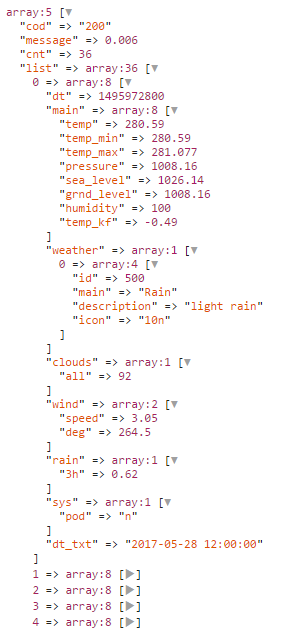 array:5 [▼
  "cod" => "200"
  "message" => 0.006
  "cnt" => 36
  "list" => array:36 [▼
    0 => array:8 [▼
      "dt" => 1495972800
      "main" => array:8 [▼
        "temp" => 280.59
        "temp_min" => 280.59
        "temp_max" => 281.077
        "pressure" => 1008.16
        "sea_level" => 1026.14
        "grnd_level" => 1008.16
        "humidity" => 100
        "temp_kf" => -0.49
      ]
      "weather" => array:1 [▼
        0 => array:4 [▼
          "id" => 500
          "main" => "Rain"
          "description" => "light rain"
          "icon" => "10n"
        ]
      ]
      "clouds" => array:1 [▼
        "all" => 92
      ]
      "wind" => array:2 [▼
        "speed" => 3.05
        "deg" => 264.5
      ]
      "rain" => array:1 [▼
        "3h" => 0.62
      ]
      "sys" => array:1 [▼
        "pod" => "n"
      ]
      "dt_txt" => "2017-05-28 12:00:00"
    ]
    1 => array:8 [▶]
    2 => array:8 [▶]
    3 => array:8 [▶]
    4 => array:8 [▶]